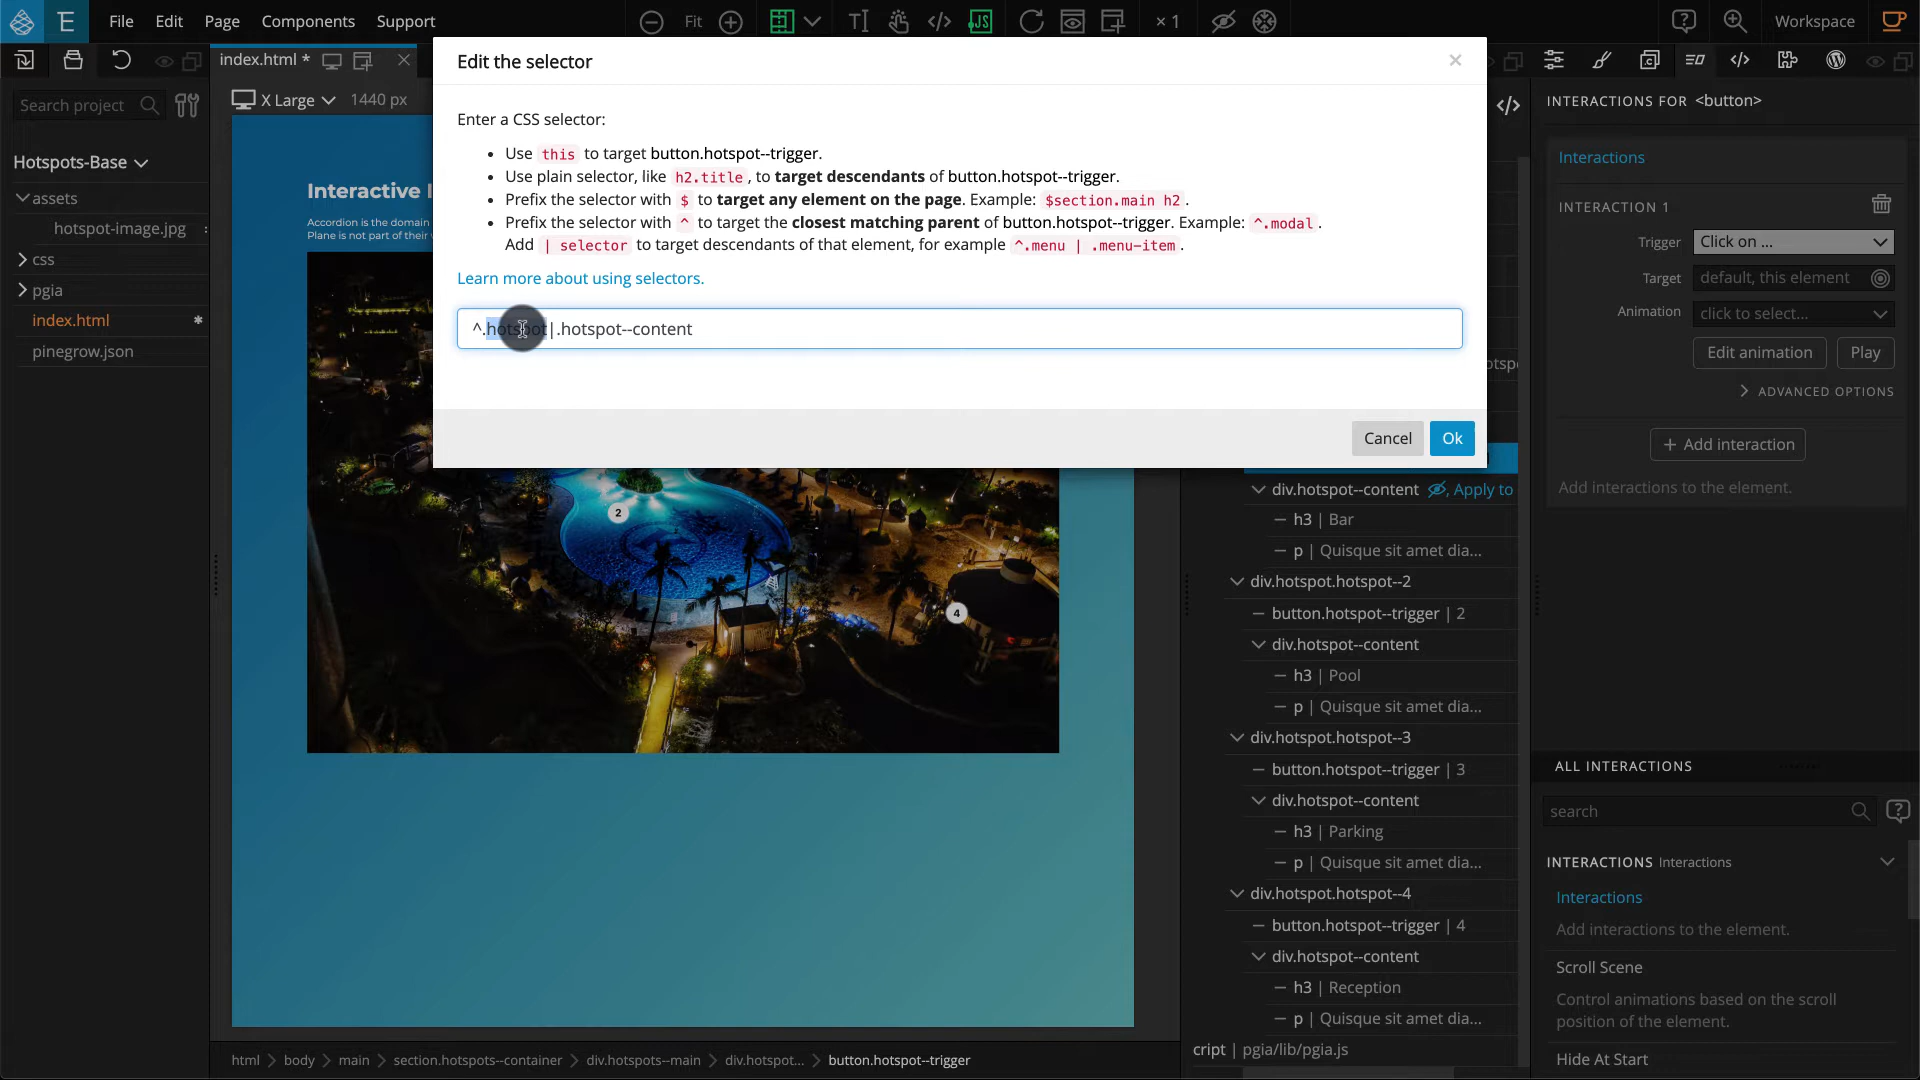 File Edit Page Components Support
Fit
JS
× 1
Workspace
index.html *
Search project
X Large 1440 px
Hotspots-Base
assets
hotspot-image.jpg
css
pgia
index.html *
pinegrow.json
Interactive
Accordion is the domain
Plane is not part of their
2
4
Edit the selector
×
Enter a CSS selector:
• Use this to target button.hotspot--trigger.
• Use plain selector, like h2.title, to target descendants of button.hotspot--trigger.
• Prefix the selector with $ to target any element on the page. Example: $section.main h2.
• Prefix the selector with ^ to target the closest matching parent of button.hotspot--trigger. Example: ^.modal.
Add | selector to target descendants of that element, for example ^.menu | .menu-item.
Learn more about using selectors.
^.hotspot|.hotspot--content
Cancel Ok
div.hotspot--content , Apply to
h3 | Bar
p | Quisque sit amet dia...
div.hotspot.hotspot--2
button.hotspot--trigger | 2
div.hotspot--content
h3 | Pool
p | Quisque sit amet dia...
div.hotspot.hotspot--3
button.hotspot--trigger | 3
div.hotspot--content
h3 | Parking
p | Quisque sit amet dia...
div.hotspot.hotspot--4
button.hotspot--trigger | 4
div.hotspot--content
h3 | Reception
p | Quisque sit amet dia...
cript | pgia/lib/pgia.js
INTERACTIONS FOR <button>
Interactions
INTERACTION 1
Trigger Click on ...
Target default, this element
Animation click to select...
Edit animation Play
ADVANCED OPTIONS
+ Add interaction
Add interactions to the element.
ALL INTERACTIONS
search
INTERACTIONS Interactions
Interactions
Add interactions to the element.
Scroll Scene
Control animations based on the scroll
position of the element.
Hide At Start
html > body > main > section.hotspots--container > div.hotspots--main > div.hotspot... > button.hotspot--trigger